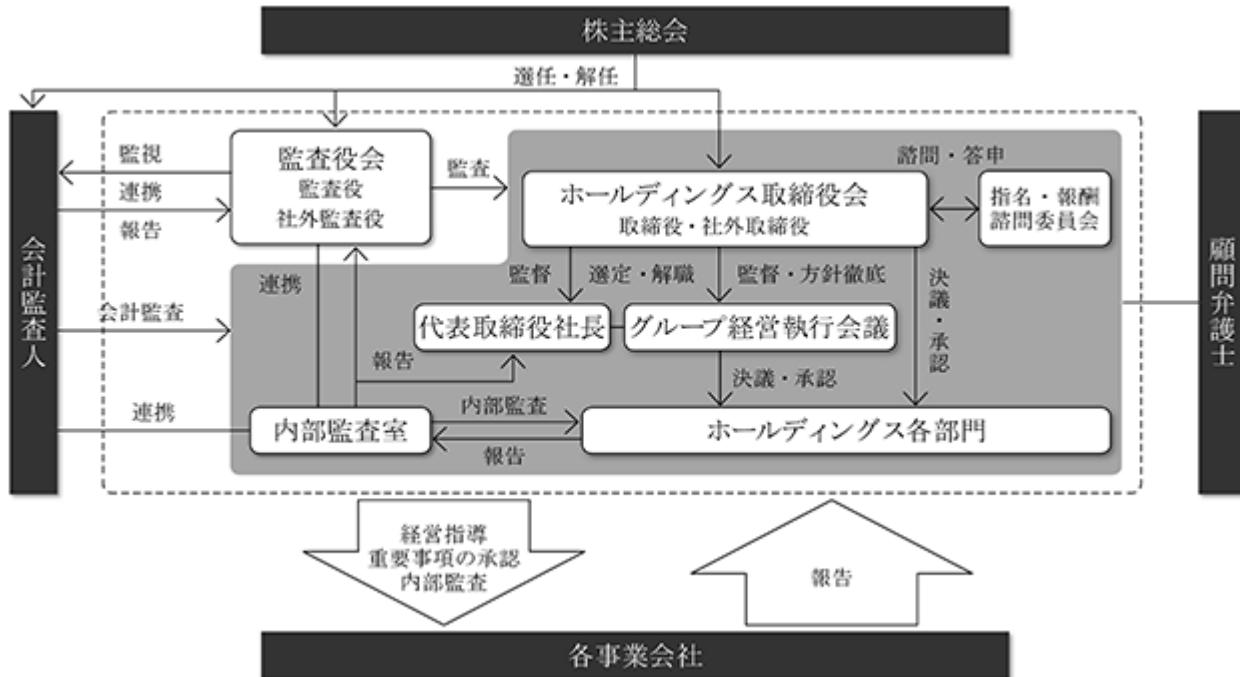 株主総会
選任・解任
監視
連携
報告
監査役会
監査役
社外監査役
監査
諮問・答申
ホールディングス取締役会
取締役・社外取締役
指名・報酬
諮問委員会
会計監査人
顧問弁護士
連携
監督
選定・解職
監督・方針徹底
決議・承認
会計監査
代表取締役社長
グループ経営執行会議
報告
決議・承認
連携
内部監査室
内部監査
報告
ホールディングス各部門
経営指導
重要事項の承認
内部監査
報告
各事業会社